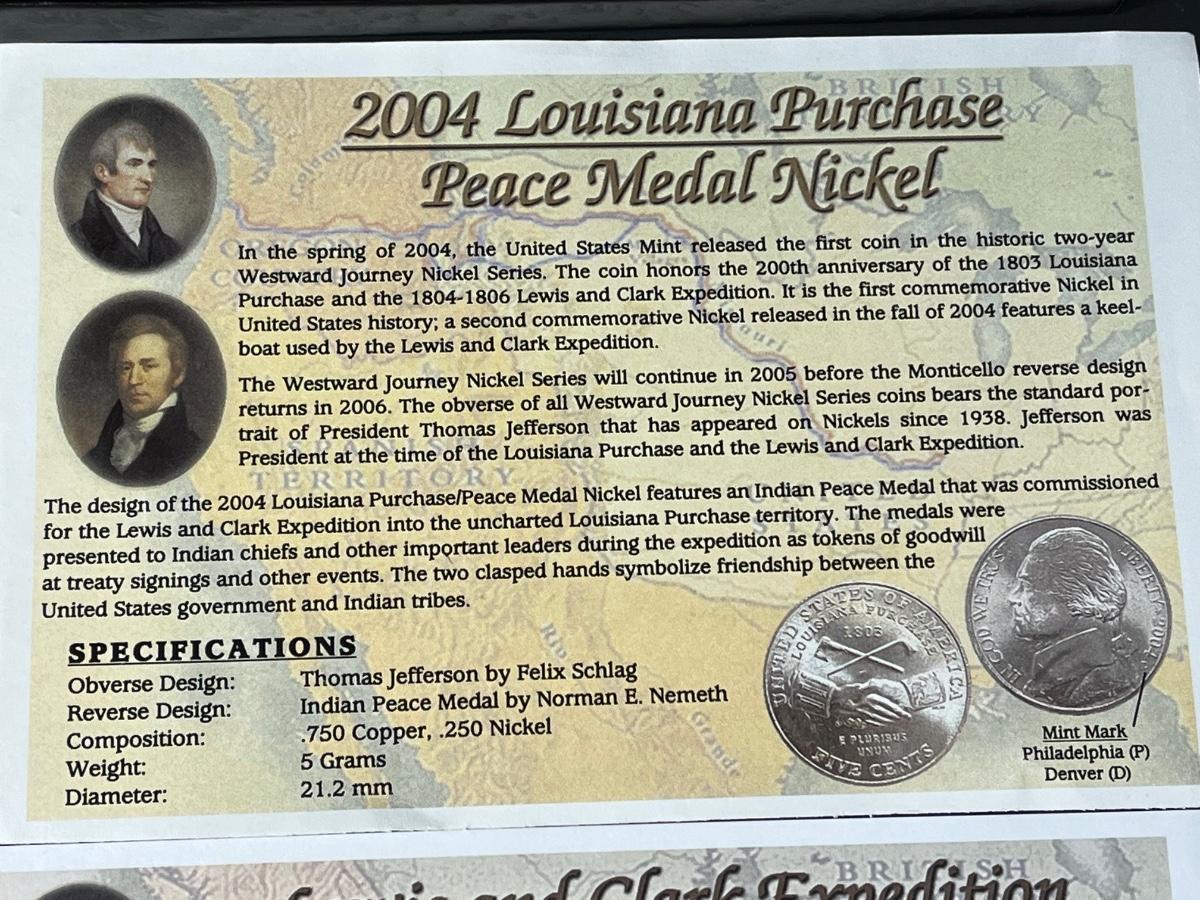 2004 Louisiana Purchase
Peace Medal Nickel
In the spring of 2004, the United States Mint released the first coin in the historic two-year
Westward Journey Nickel Series. The coin honors the 200th anniversary of the 1803 Louisiana
Purchase and the 1804-1806 Lewis and Clark Expedition. It is the first commemorative Nickel in
United States history; a second commemorative Nickel released in the fall of 2004 features a keel-
boat used by the Lewis and Clark Expedition.
The Westward Journey Nickel Series will continue in 2005 before the Monticello reverse design
returns in 2006. The obverse of all Westward Journey Nickel Series coins bears the standard por-
trait of President Thomas Jefferson that has appeared on Nickels since 1938. Jefferson was
President at the time of the Louisiana Purchase and the Lewis and Clark Expedition.
TERRITORY
The design of the 2004 Louisiana Purchase/Peace Medal Nickel features an Indian Peace Medal that was commissioned
for the Lewis and Clark Expedition into the uncharted Louisiana Purchase territory. The medals were
presented to Indian chiefs and other important leaders during the expedition as tokens of goodwill
at treaty signings and other events. The two clasped hands symbolize friendship between the
United States government and Indian tribes.
SPECIFICATIONS
Obverse Design: Thomas Jefferson by Felix Schlag
Reverse Design: Indian Peace Medal by Norman E. Nemeth
Composition: .750 Copper, .250 Nickel
Weight: 5 Grams
Diameter: 21.2 mm
UNITED STATES OF AMERICA
LOUISIANA PURCHASE
1803
E PLURIBUS
UNUM
FIVE CENTS
IN GOD WE TRUST
LIBERTY 2004
Mint Mark
Philadelphia (P)
Denver (D)
Rio
Grande
BRITISH
and Clark Expedition